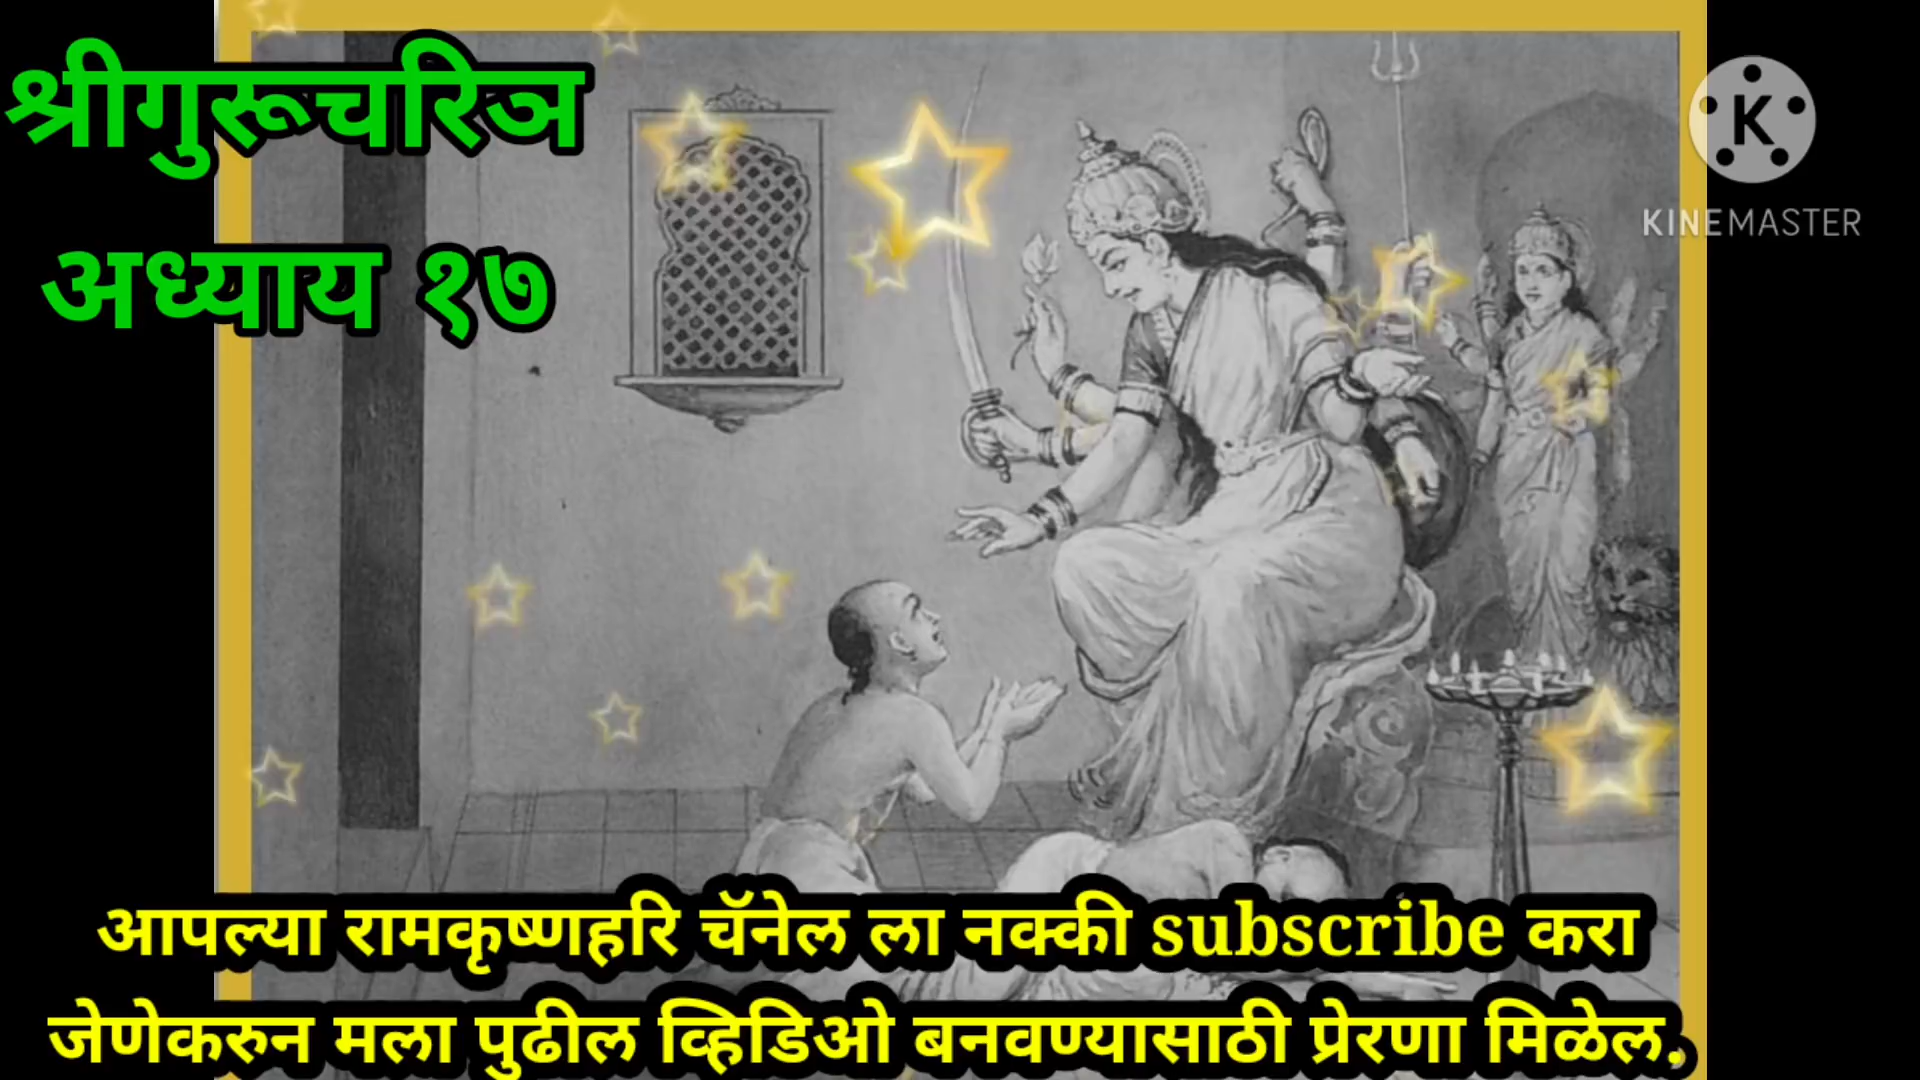 श्रीगुरूचरिञ
अध्याय १७
K
KINEMASTER
आपल्या रामकृष्णहरि चॅनेल ला नक्की subscribe करा
जेणेकरुन मला पुढील व्हिडिओ बनवण्यासाठी प्रेरणा मिळेल.